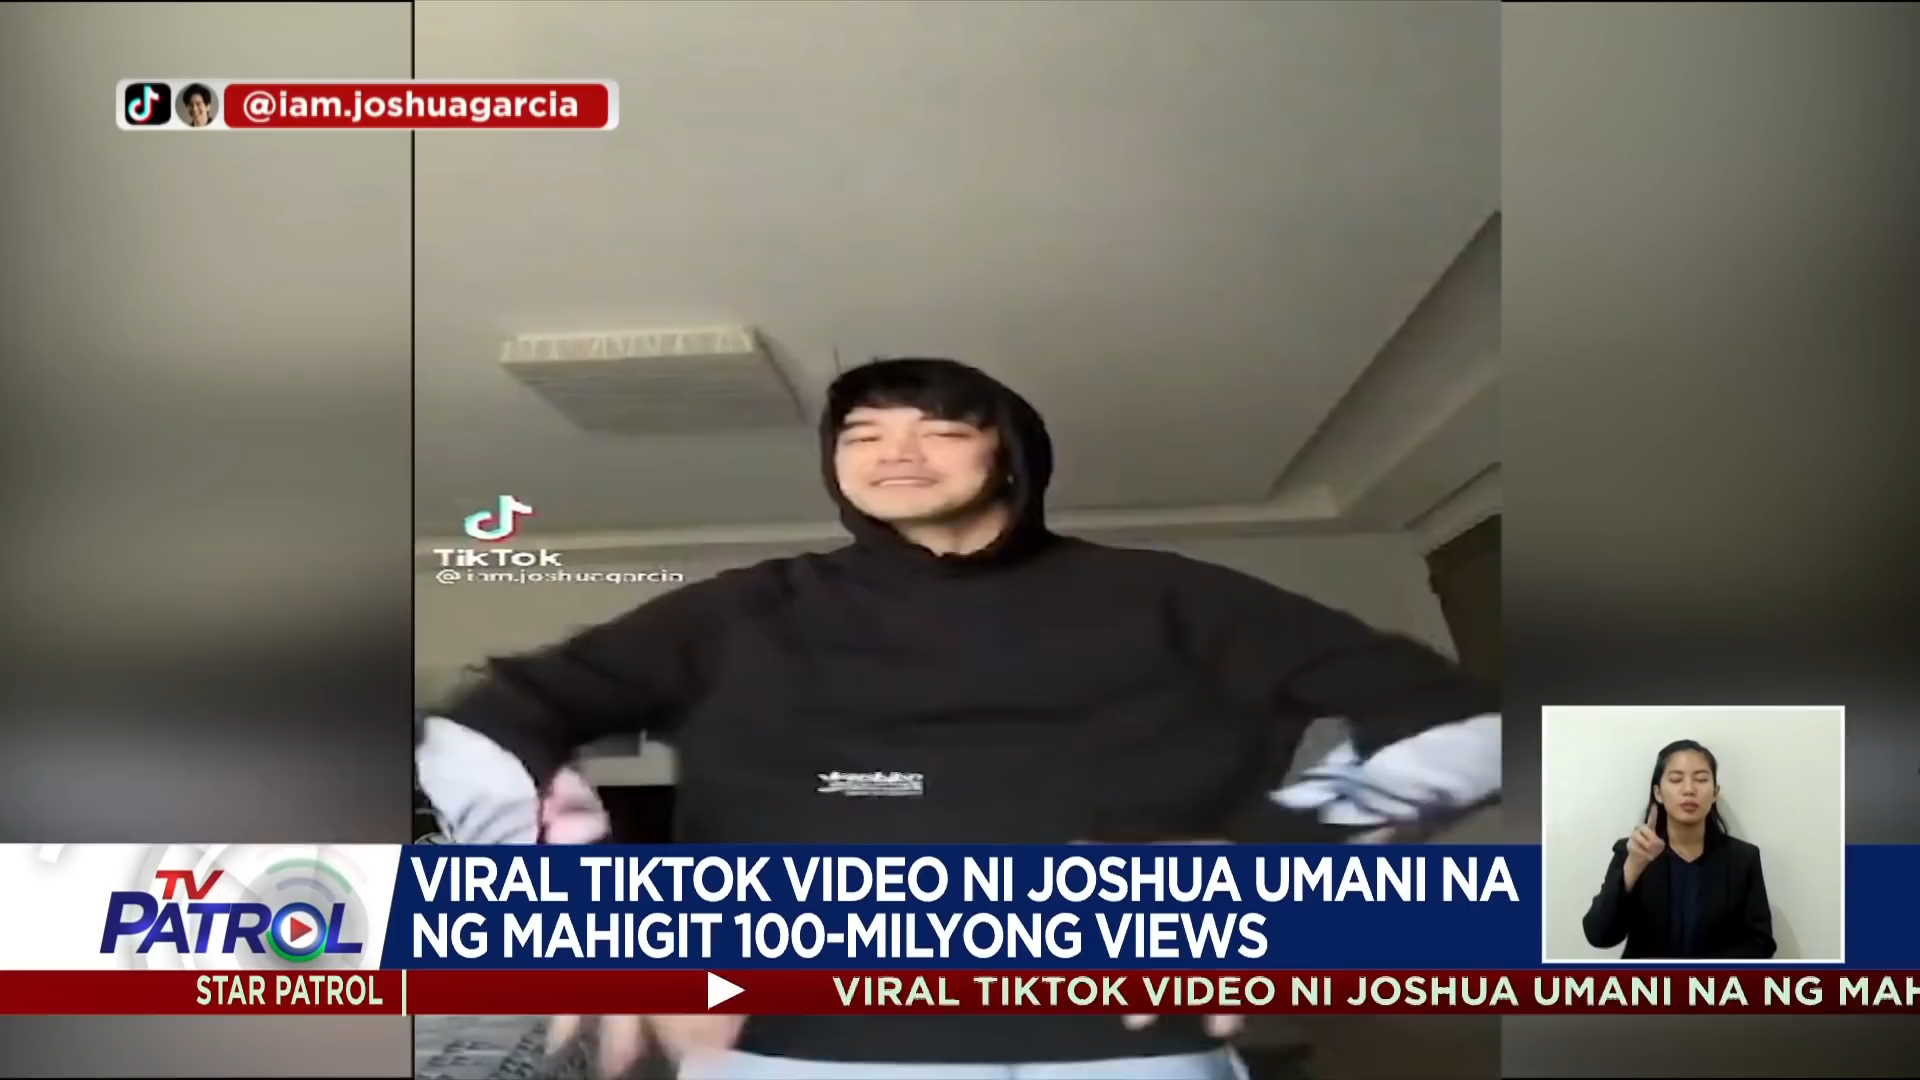 @iam.joshuagarcia
TikTok
@iam.joshuagarcia
TV
PATROL
VIRAL TIKTOK VIDEO NI JOSHUA UMANI NA
NG MAHIGIT 100-MILYONG VIEWS
STAR PATROL
VIRAL TIKTOK VIDEO NI JOSHUA UMANI NA NG MAH